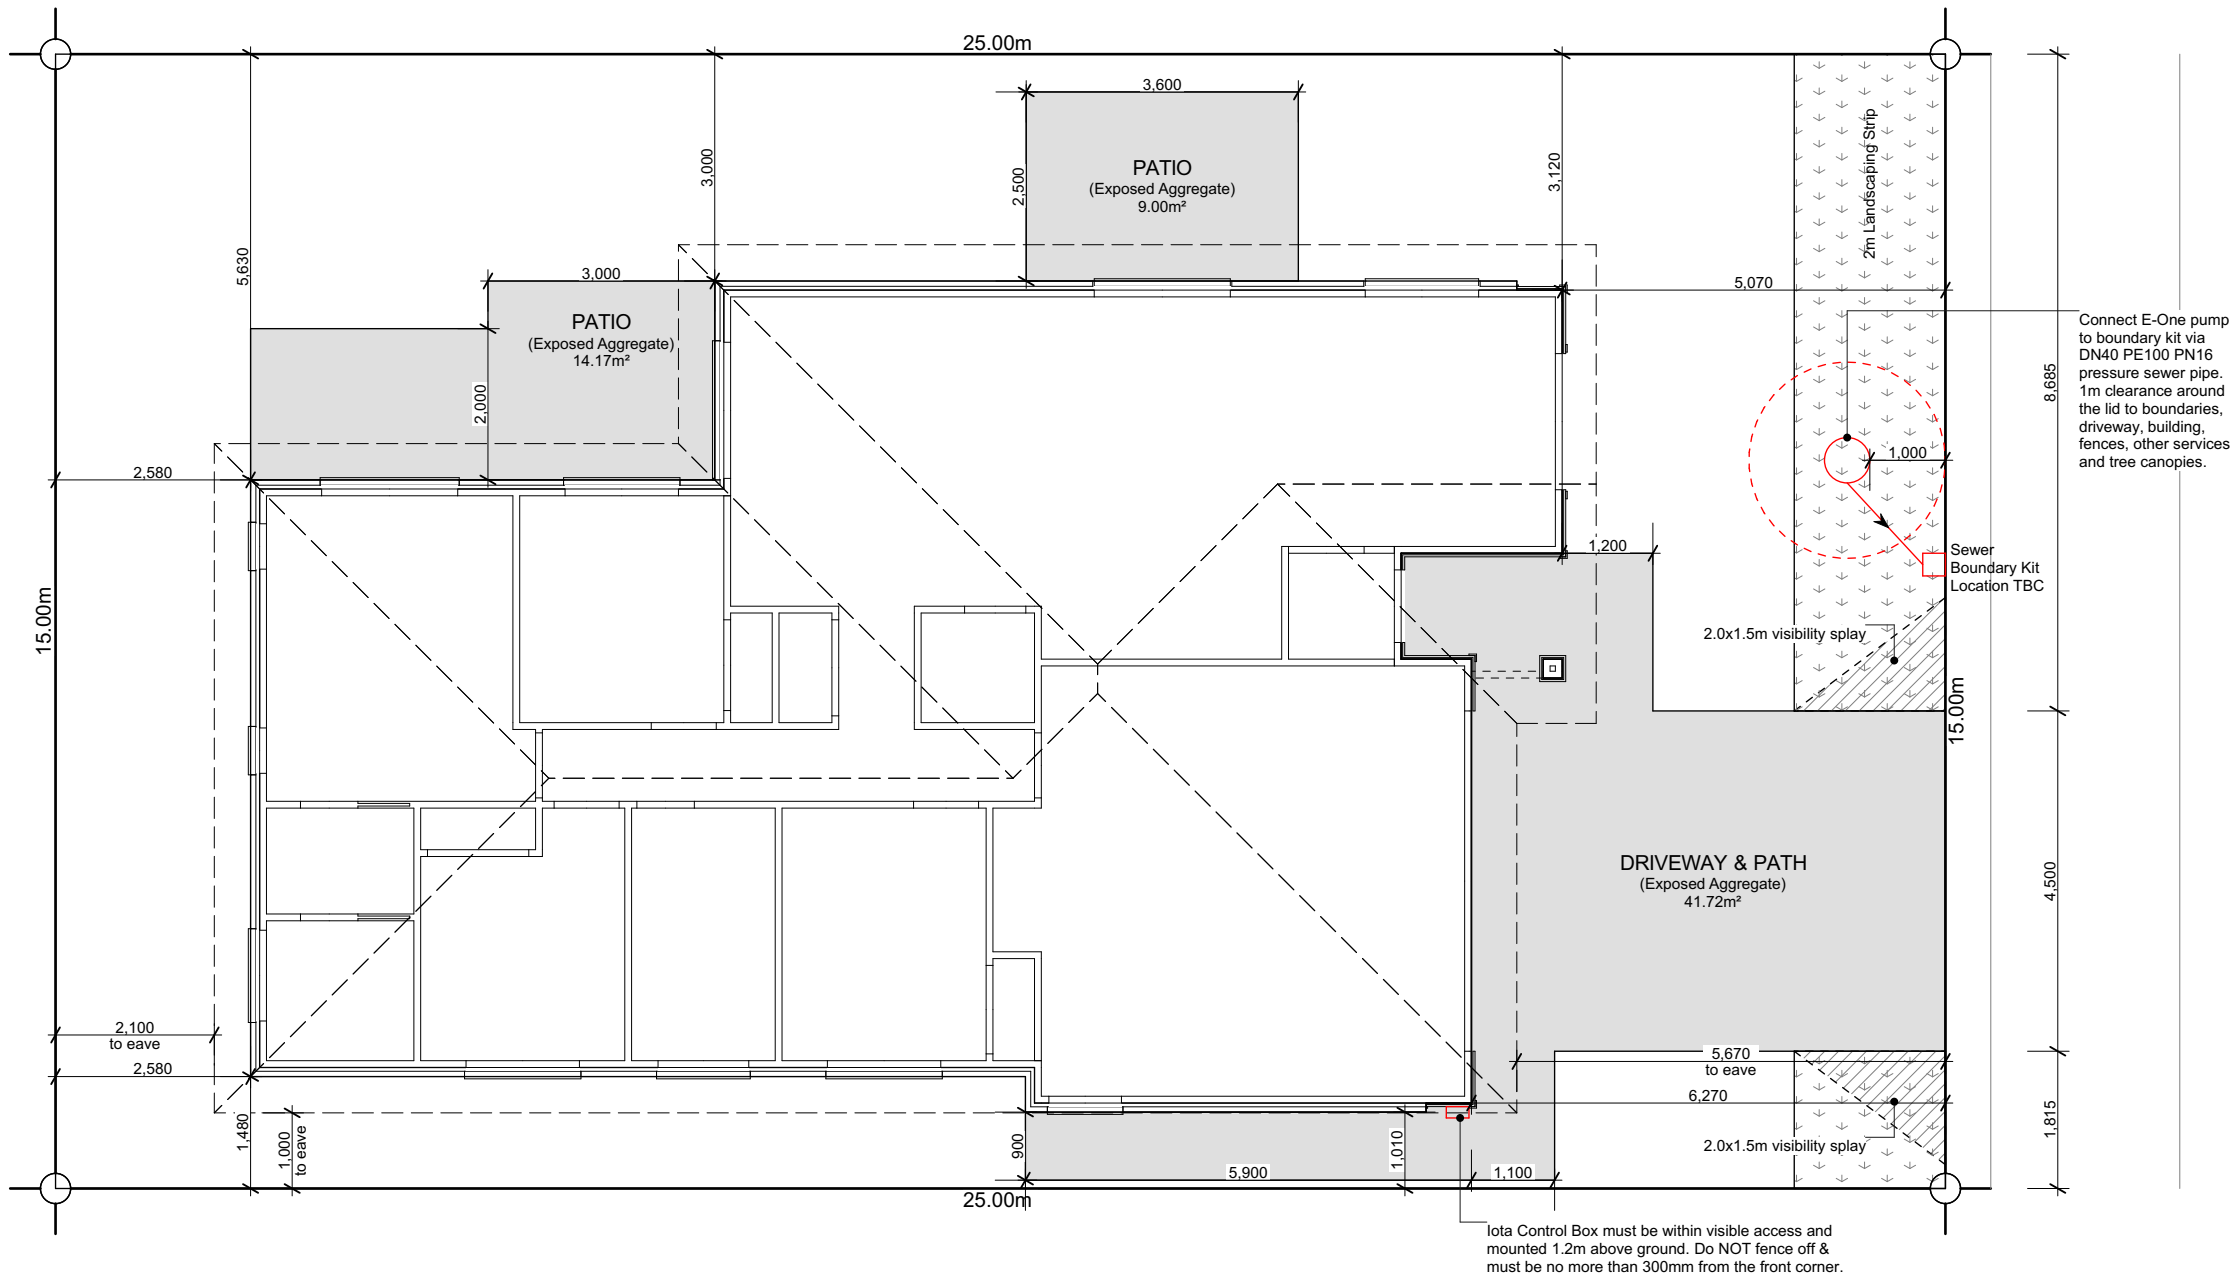 25.00m
3,600
2m Landscaping Strip
3,000
2,500
PATIO
(Exposed Aggregate)
9.00m²
3,120
5,630
3,000
5,070
PATIO
(Exposed Aggregate)
14.17m²
2,000
8,685
Connect E-One pump
to boundary kit via
DN40 PE100 PN16
pressure sewer pipe.
1m clearance around
the lid to boundaries,
driveway, building,
fences, other services
and tree canopies.
2,580
1,000
1,200
Sewer
Boundary Kit
Location TBC
15.00m
2.0x1.5m visibility splay
15.00m
DRIVEWAY & PATH
(Exposed Aggregate)
41.72m²
4,500
2,100
to eave
5,670
to eave
2,580
6,270
1,480
1,000
to eave
900
1,010
1,815
2.0x1.5m visibility splay
5,900
1,100
25.00m
Iota Control Box must be within visible access and
mounted 1.2m above ground. Do NOT fence off &
must be no more than 300mm from the front corner.